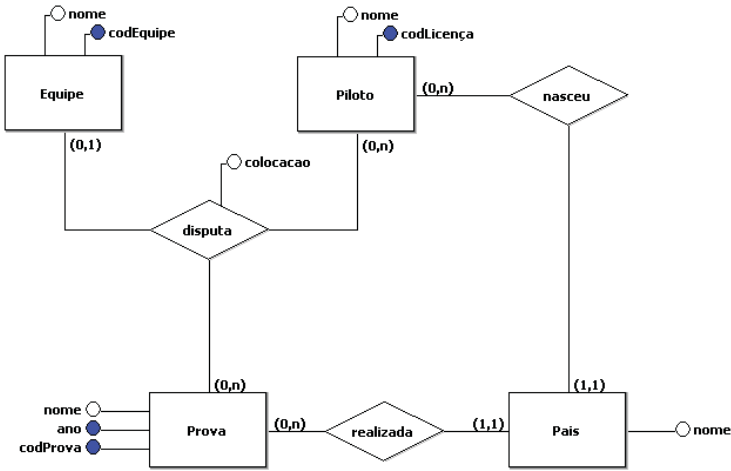 nome
codEquipe
Equipe
(0,1)
nome
codLicença
Piloto
(0,n)
(0,n)
nasceu
colocacao
disputa
(0,n)
(1,1)
nome
ano
codProva
Prova
(0,n)
realizada
(1,1)
Pais
nome